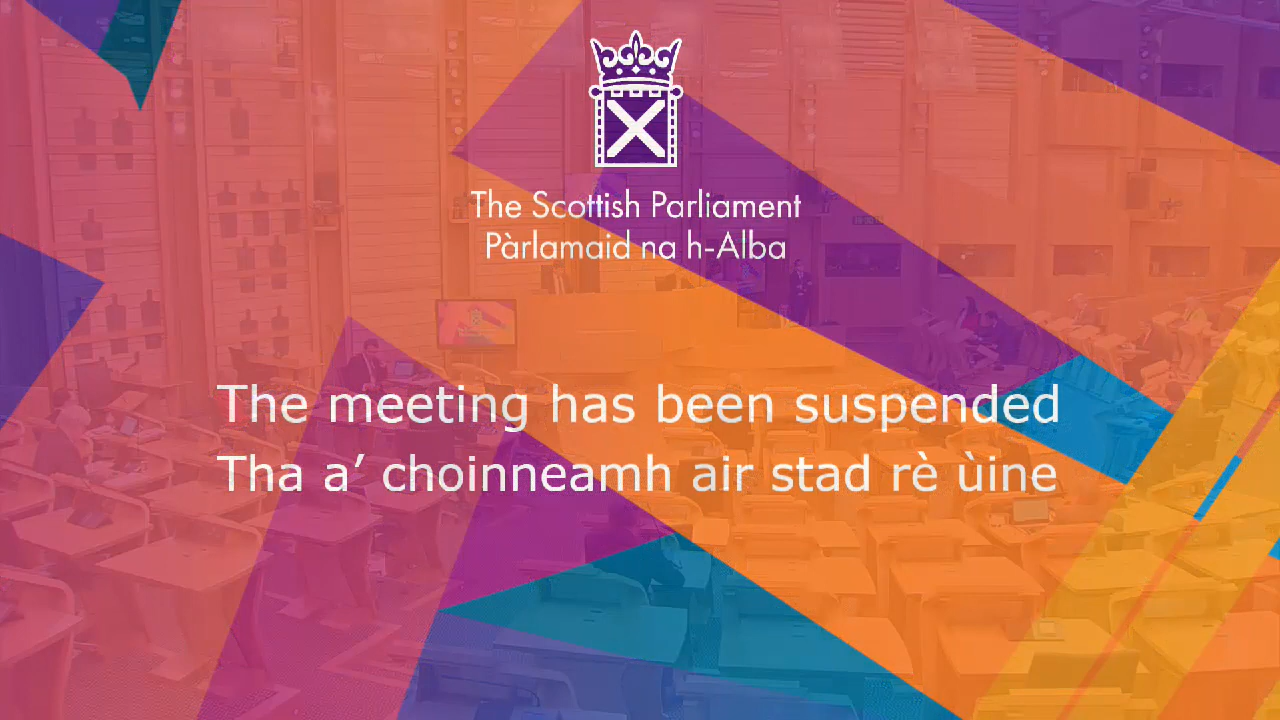 The Scottish Parliament
Pàrlamaid na h-Alba
The meeting has been suspended
Tha a’ choinneamh air stad rè ùine